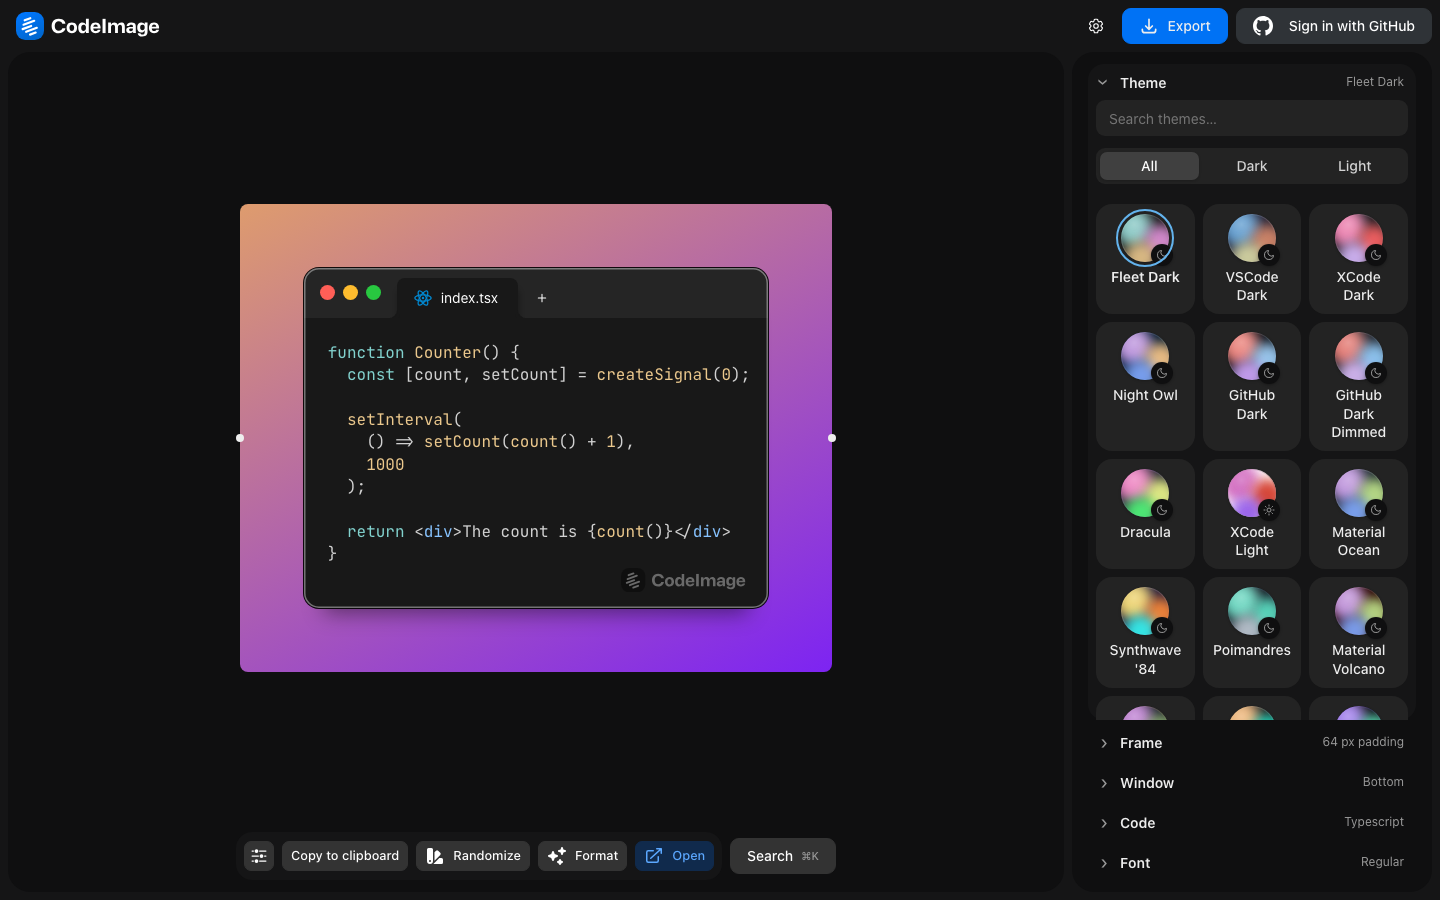 CodeImage
Export
Sign in with GitHub
index.tsx
+
function Counter() {
  const [count, setCount] = createSignal(0);

  setInterval(
    () => setCount(count() + 1),
    1000
  );

  return <div>The count is {count()}</div>
}
CodeImage
Copy to clipboard
Randomize
Format
Open
Search ⌘K
Theme
Fleet Dark
Search themes...
All
Dark
Light
Fleet Dark
VSCode
Dark
XCode
Dark
Night Owl
GitHub
Dark
GitHub
Dark
Dimmed
Dracula
XCode
Light
Material
Ocean
Synthwave
'84
Poimandres
Material
Volcano
Frame
64 px padding
Window
Bottom
Code
Typescript
Font
Regular